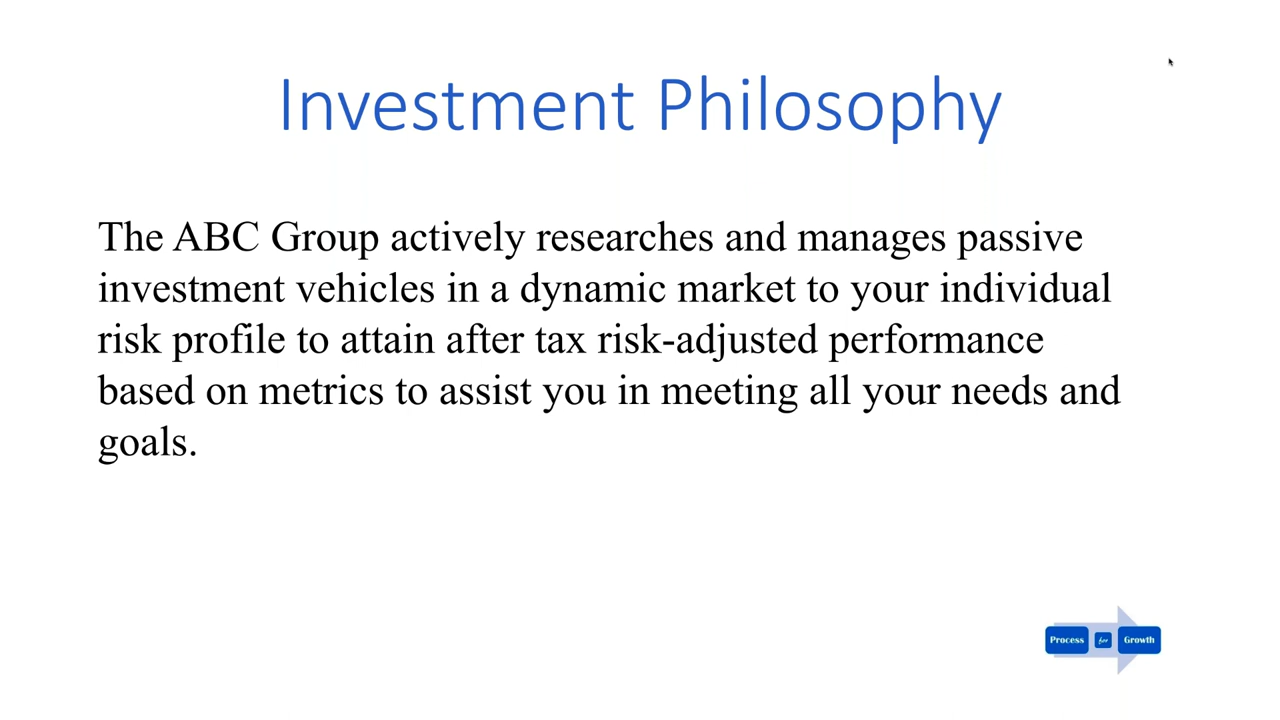 Investment Philosophy
The ABC Group actively researches and manages passive
investment vehicles in a dynamic market to your individual
risk profile to attain after tax risk-adjusted performance
based on metrics to assist you in meeting all your needs and
goals.
Process for Growth